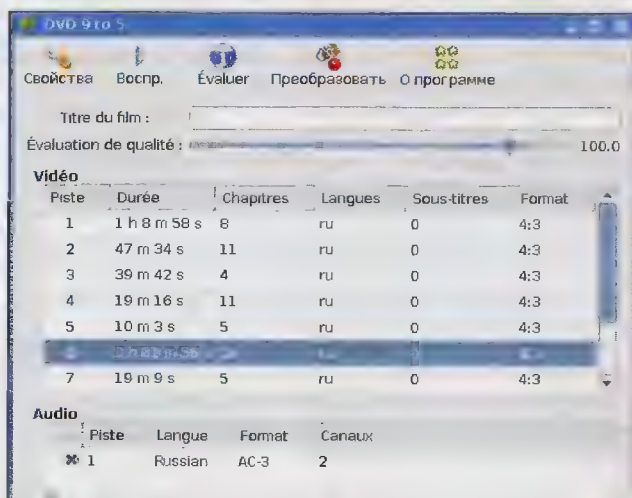 DVD 9 to 5
Свойства Воспр. Évaluer Преобразовать О программе
Titre du film :
Évaluation de qualité : 100.0
Vidéo
Piste Durée Chapitres Langues Sous-titres Format
1 1 h 8 m 58 s 8 ru 0 4:3
2 47 m 34 s 11 ru 0 4:3
3 39 m 42 s 4 ru 0 4:3
4 19 m 16 s 11 ru 0 4:3
5 10 m 3 s 5 ru 0 4:3
7 19 m 9 s 5 ru 0 4:3
Audio
Piste Langue Format Canaux
1 Russian AC-3 2